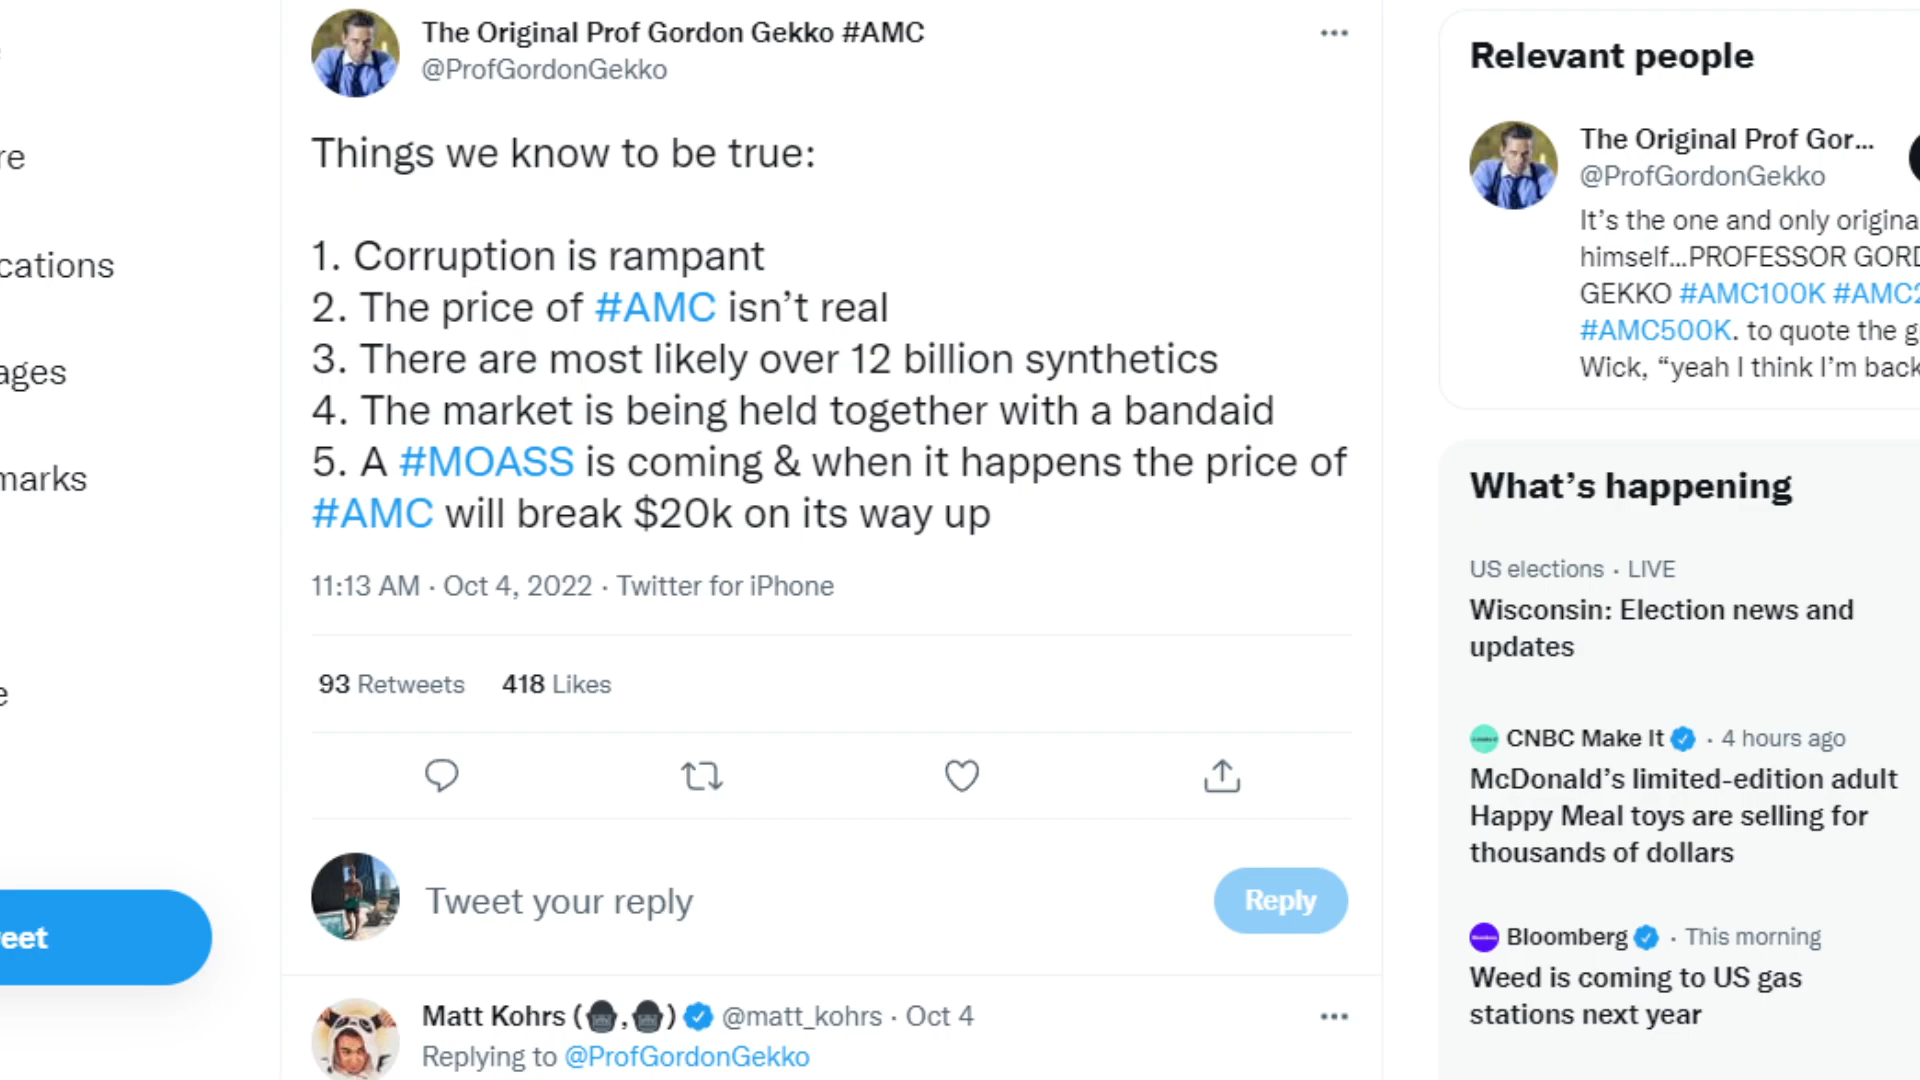 The Original Prof Gordon Gekko #AMC
@ProfGordonGekko
Things we know to be true:
1. Corruption is rampant
2. The price of #AMC isn't real
3. There are most likely over 12 billion synthetics
4. The market is being held together with a bandaid
5. A #MOASS is coming & when it happens the price of
#AMC will break $20k on its way up
11:13 AM · Oct 4, 2022 · Twitter for iPhone
93 Retweets 418 Likes
Tweet your reply
Reply
Matt Kohrs ( , ) @matt_kohrs · Oct 4
Replying to @ProfGordonGekko
re
cations
ages
marks
e
eet
Relevant people
The Original Prof Gor...
@ProfGordonGekko
It's the one and only origina
himself...PROFESSOR GORD
GEKKO #AMC100K #AMC2
#AMC500K. to quote the g
Wick, “yeah I think I'm back
What's happening
US elections · LIVE
Wisconsin: Election news and
updates
CNBC Make It · 4 hours ago
McDonald's limited-edition adult
Happy Meal toys are selling for
thousands of dollars
Bloomberg · This morning
Weed is coming to US gas
stations next year